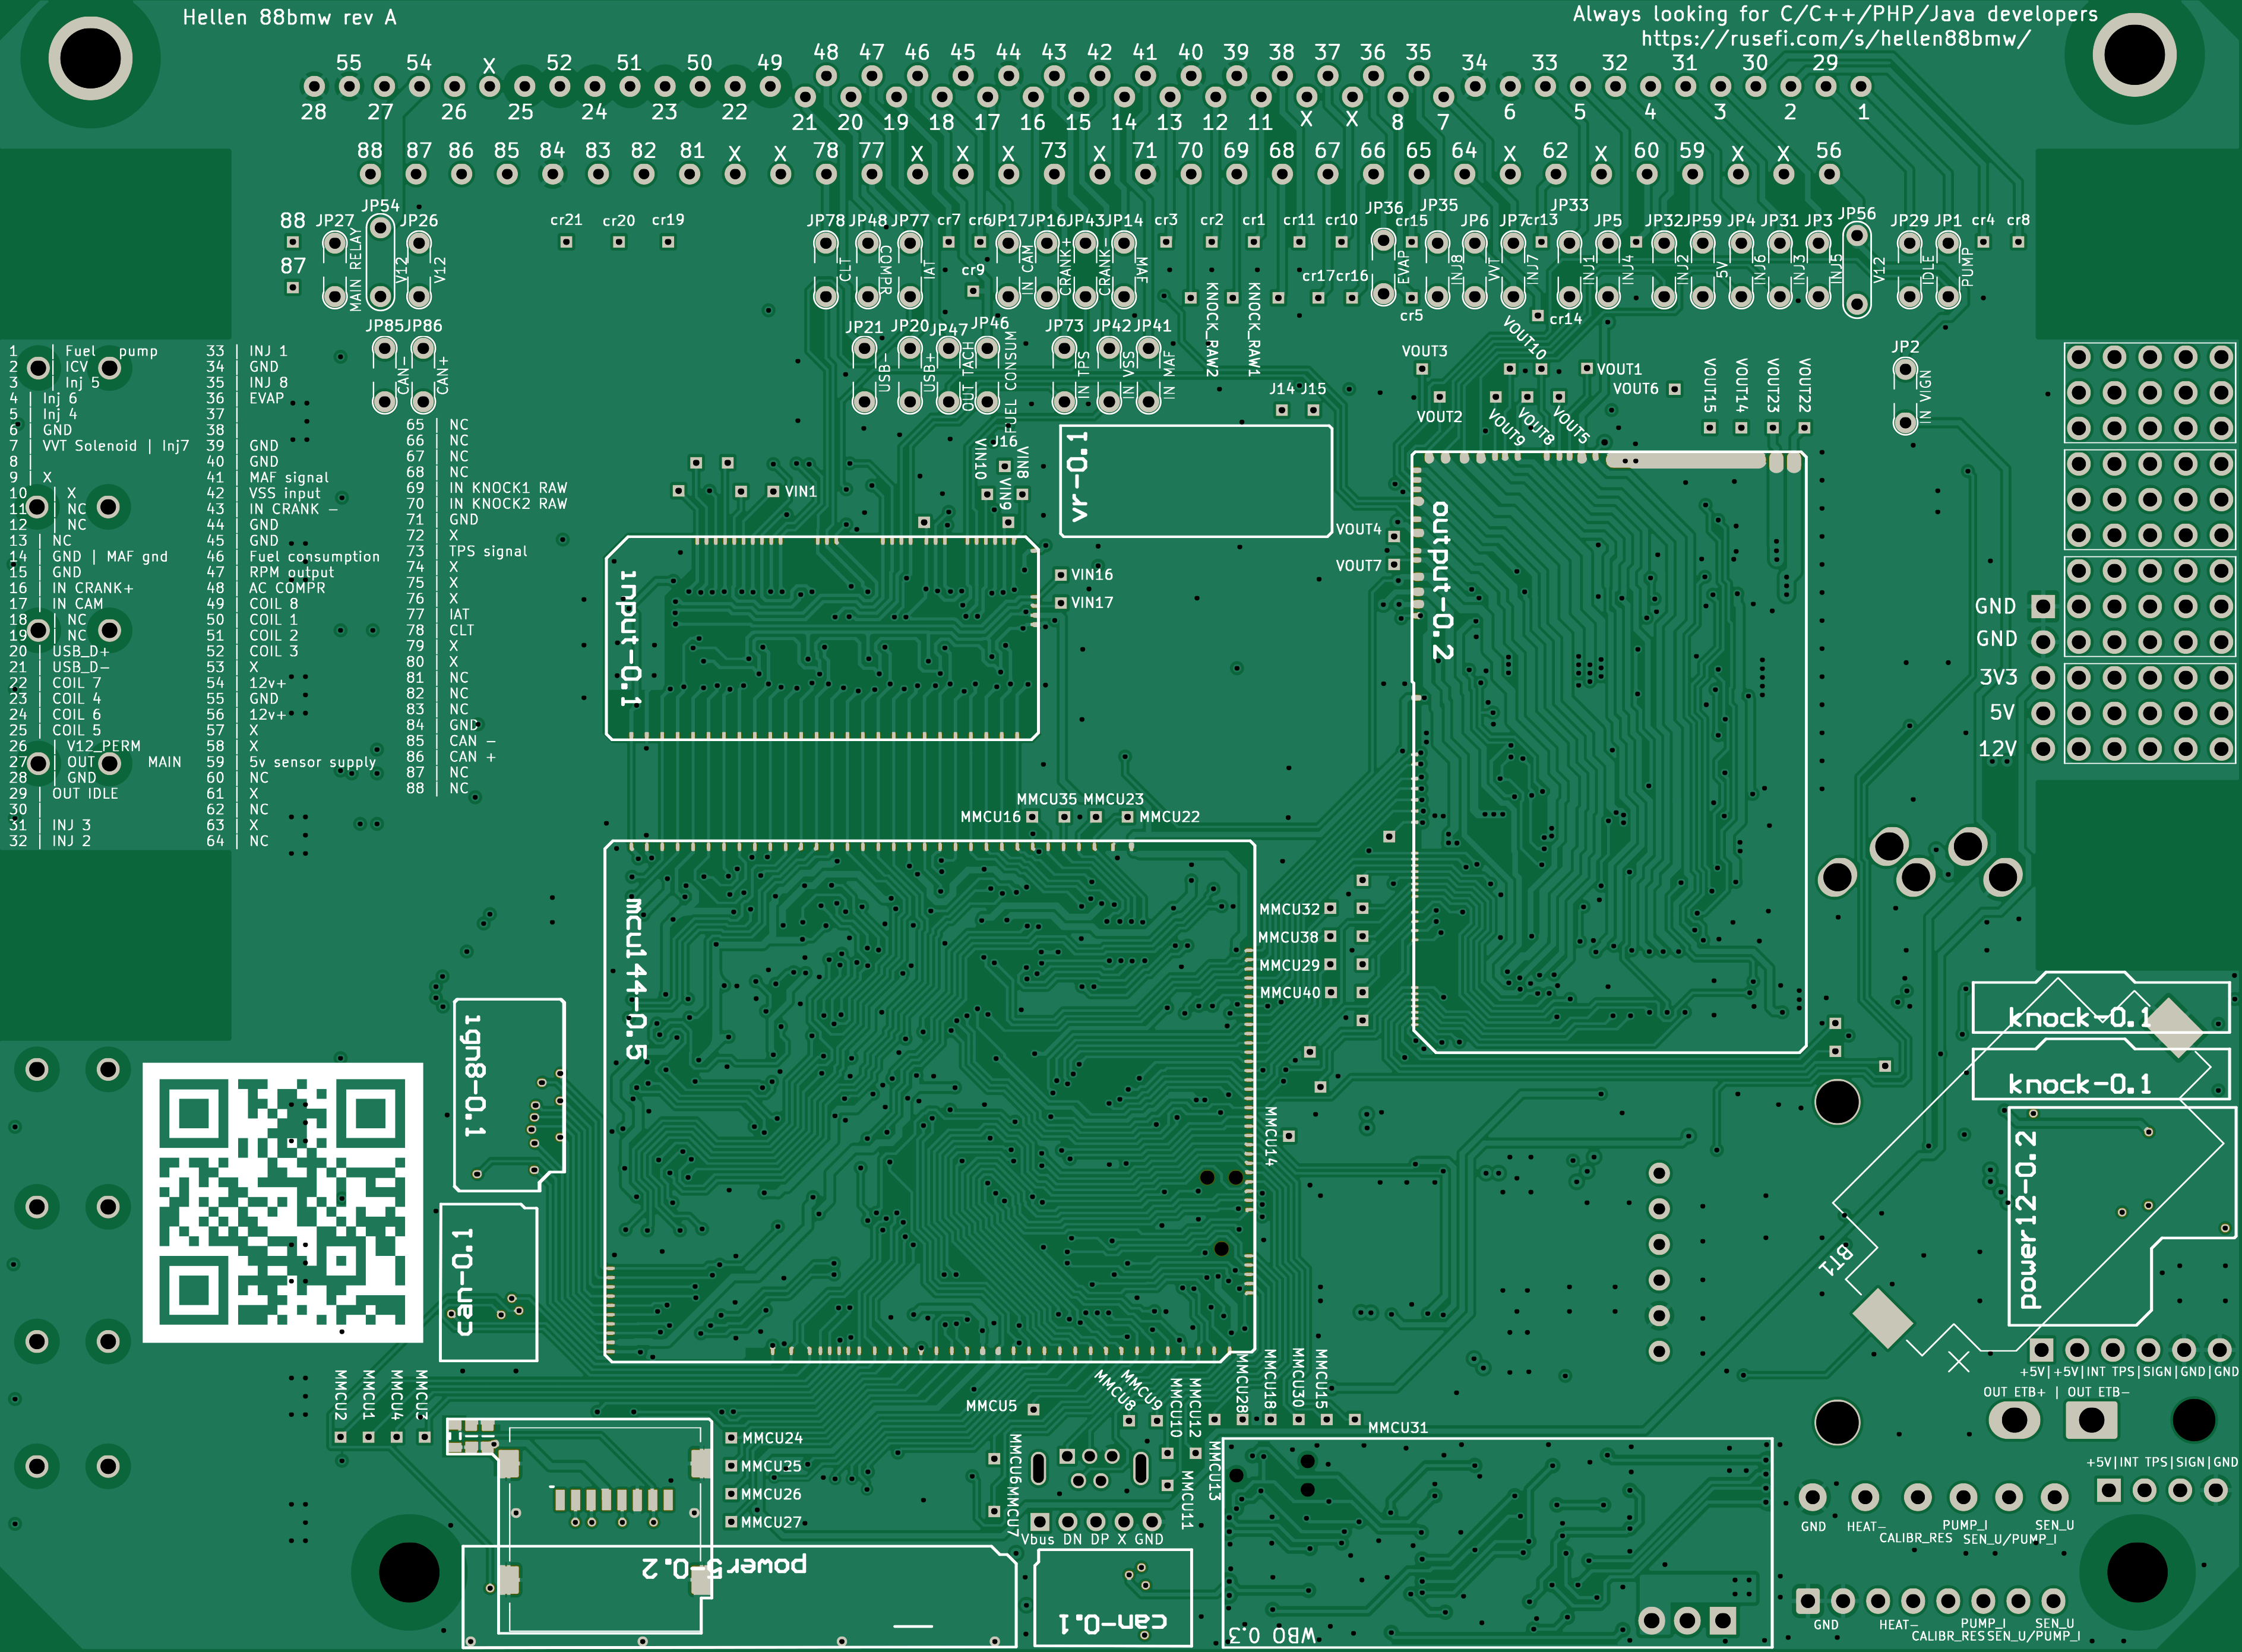 Hellen 88bmw rev A
Always looking for C/C++/PHP/Java developers
https://rusefi.com/s/hellen88bmw/
48 47 46 45 44 43 42 41 40 39 38 37 36 35
55 54 X 52 51 50 49
34 33 32 31 30 29
28 27 26 25 24 23 22
21 20 19 18 17 16 15 14 13 12 11 X X 8 7
6 5 4 3 2 1
88 87 86 85 84 83 82 81 X X 78 77 X X X 73 X 71 70 69 68 67 66 65 64 X 62 X 60 59 X X 56
88
87
JP27
MAIN RELAY
JP54
V12
JP26
V12
cr21
cr20
cr19
JP78
CLT
JP48
COMPR
JP77
IAT
cr7
cr6
cr9
JP17
IN CAM
JP16
CRANK+
JP43
CRANK-
JP14
MAF
cr3
cr2
cr1
cr11
cr10
cr17
cr16
JP36
EVAP
cr15
cr5
JP35
INJ8
JP6
VVT
JP7
INJ7
cr13
cr14
JP33
INJ1
JP5
INJ4
JP32
INJ2
JP59
5V
JP4
INJ6
JP31
INJ3
JP3
INJ5
JP56
V12
JP29
IDLE
JP1
PUMP
cr4
cr8
JP85
CAN-
JP86
CAN+
JP21
USB-
JP20
USB+
JP47
OUT TACH
JP46
FUEL CONSUM
JP73
IN TPS
JP42
IN VSS
JP41
IN MAF
KNOCK_RAW2
KNOCK_RAW1
J14
J15
VOUT3
VOUT2
VOUT10
VOUT9
VOUT8
VOUT5
VOUT1
VOUT6
VOUT15
VOUT14
VOUT23
VOUT22
JP2
IN VIGN
1 | Fuel pump
2 | ICV
3 | Inj 5
4 | Inj 6
5 | Inj 4
6 | GND
7 | VVT Solenoid | Inj7
8 |
9 | X
10 | X
11 | NC
12 | NC
13 | NC
14 | GND | MAF gnd
15 | GND
16 | IN CRANK+
17 | IN CAM
18 | NC
19 | NC
20 | USB_D+
21 | USB_D-
22 | COIL 7
23 | COIL 4
24 | COIL 6
25 | COIL 5
26 | V12_PERM
27 | OUT MAIN
28 | GND
29 | OUT IDLE
30 |
31 | INJ 3
32 | INJ 2
33 | INJ 1
34 | GND
35 | INJ 8
36 | EVAP
37 |
38 |
39 | GND
40 | GND
41 | MAF signal
42 | VSS input
43 | IN CRANK -
44 | GND
45 | GND
46 | Fuel consumption
47 | RPM output
48 | AC COMPR
49 | COIL 8
50 | COIL 1
51 | COIL 2
52 | COIL 3
53 | X
54 | 12v+
55 | GND
56 | 12v+
57 | X
58 | X
59 | 5v sensor supply
60 | NC
61 | X
62 | NC
63 | X
64 | NC
65 | NC
66 | NC
67 | NC
68 | NC
69 | IN KNOCK1 RAW
70 | IN KNOCK2 RAW
71 | GND
72 | X
73 | TPS signal
74 | X
75 | X
76 | X
77 | IAT
78 | CLT
79 | X
80 | X
81 | NC
82 | NC
83 | NC
84 | GND
85 | CAN -
86 | CAN +
87 | NC
88 | NC
VIN1
VIN10
J16
VIN9
VIN8
VIN16
VIN17
vr-0.1
input-0.1
output-0.2
VOUT4
VOUT7
GND
GND
3V3
5V
12V
MMCU35 MMCU23
MMCU16
MMCU22
mcu144-0.5
MMCU32
MMCU38
MMCU29
MMCU40
MMCU14
ign8-0.1
can-0.1
knock-0.1
knock-0.1
power12-0.2
BT1
+5V|+5V|INT TPS|SIGN|GND|GND
OUT ETB+ | OUT ETB-
+5V|INT TPS|SIGN|GND
MMCU2
MMCU1
MMCU4
MMCU3
MMCU24
MMCU25
MMCU26
MMCU27
MMCU5
MMCU6
MMCU7
MMCU8
MMCU9
MMCU10
MMCU12
MMCU11
MMCU13
MMCU28
MMCU18
MMCU30
MMCU15
MMCU31
Vbus DN DP X GND
power5-0.2
can-0.1
WBO 0.3
GND HEAT- CALIBR_RES PUMP_I SEN_U/PUMP_I SEN_U
GND HEAT- CALIBR_RES PUMP_I SEN_U/PUMP_I SEN_U